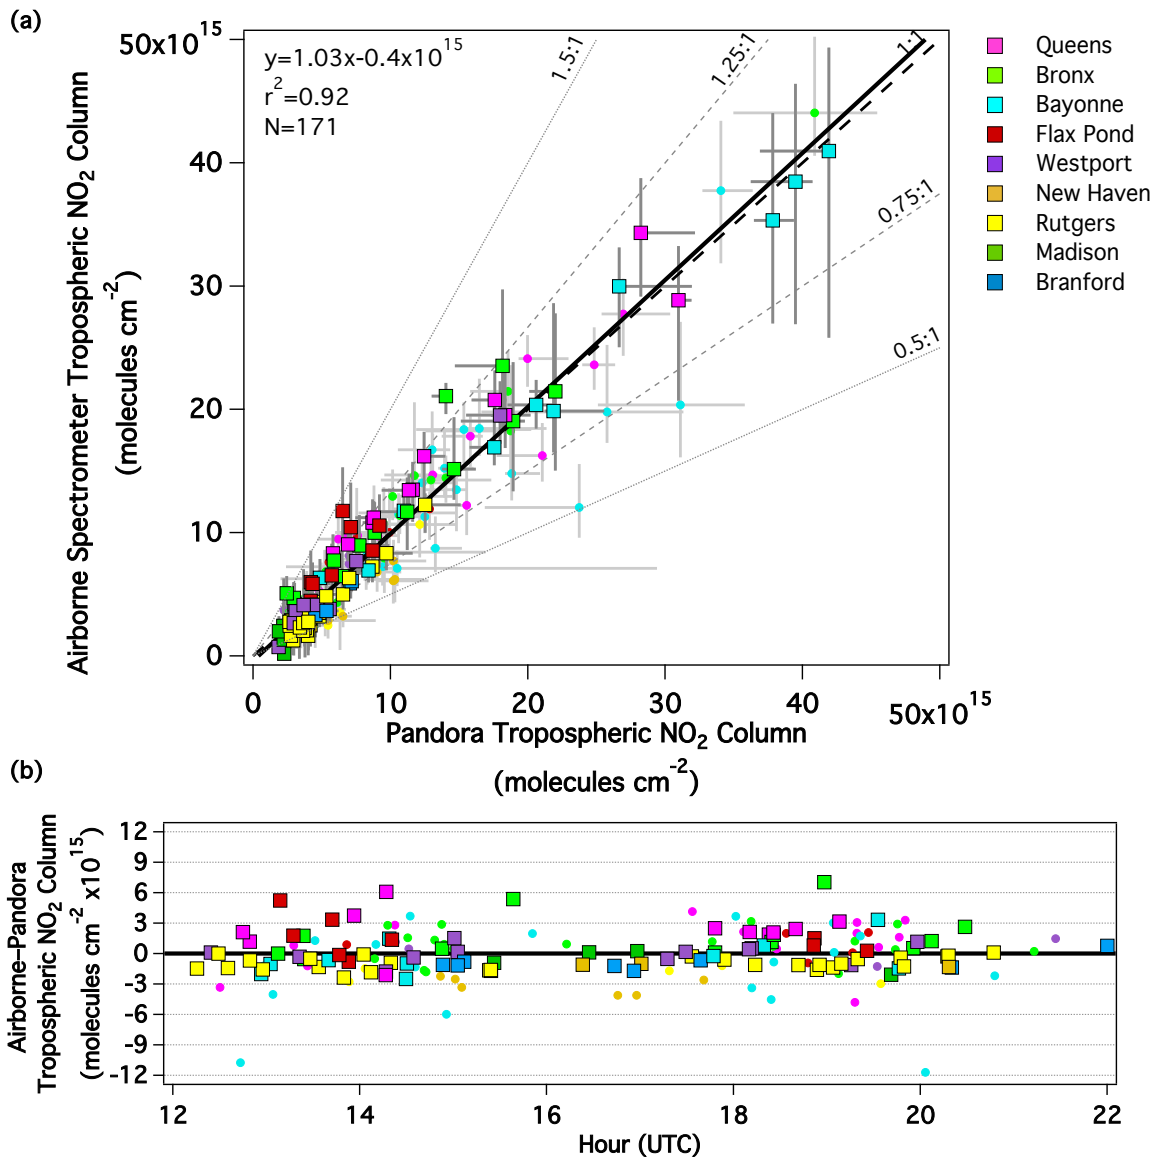 (a)
50x10^15
40
30
20
10
0
Airborne Spectrometer Tropospheric NO2 Column
(molecules cm^-2)
y=1.03x-0.4x10^15
r^2=0.92
N=171
1.5:1
1.25:1
1:1
0.75:1
0.5:1
Queens
Bronx
Bayonne
Flax Pond
Westport
New Haven
Rutgers
Madison
Branford
0 10 20 30 40 50x10^15
Pandora Tropospheric NO2 Column
(molecules cm^-2)
(b)
12
9
6
3
0
-3
-6
-9
-12
Airborne–Pandora
Tropospheric NO2 Column
(molecules cm^-2 x10^15)
12 14 16 18 20 22
Hour (UTC)